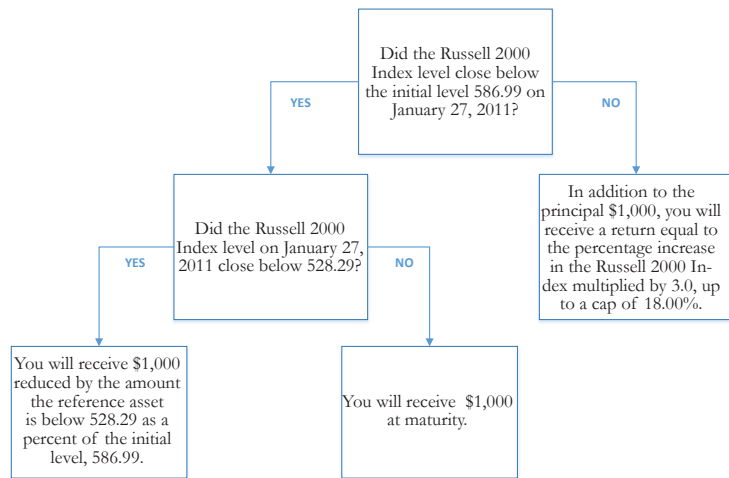 Did the Russell 2000
Index level close below
the initial level 586.99 on
January 27, 2011?
YES
NO
Did the Russell 2000
Index level on January 27,
2011 close below 528.29?
In addition to the
principal $1,000, you will
receive a return equal to
the percentage increase
in the Russell 2000 In-
dex multiplied by 3.0, up
to a cap of 18.00%.
YES
NO
You will receive $1,000
reduced by the amount
the reference asset
is below 528.29 as a
percent of the initial
level, 586.99.
You will receive $1,000
at maturity.